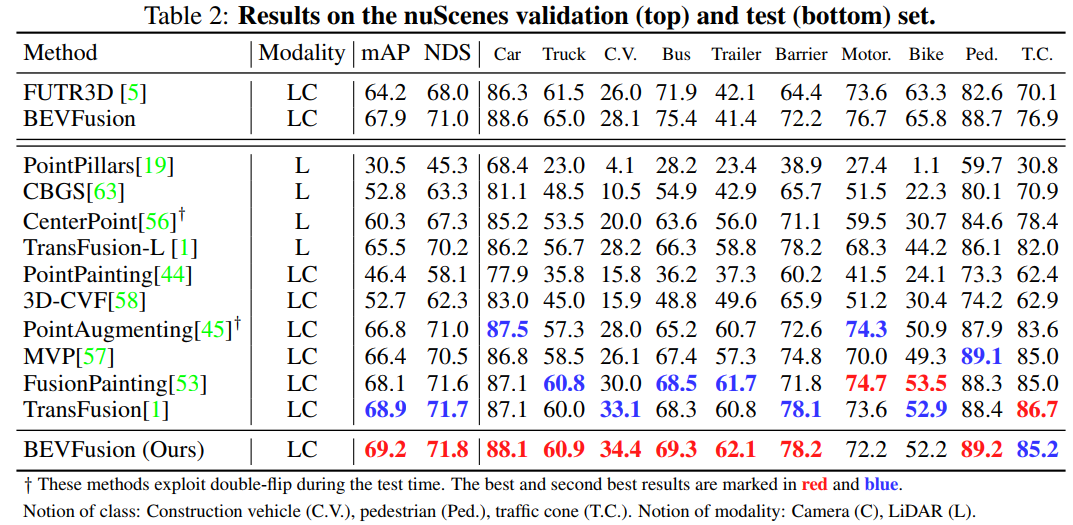 Table 2: Results on the nuScenes validation (top) and test (bottom) set.
Method Modality mAP NDS Car Truck C.V. Bus Trailer Barrier Motor. Bike Ped. T.C.
FUTR3D [5] LC 64.2 68.0 86.3 61.5 26.0 71.9 42.1 64.4 73.6 63.3 82.6 70.1
BEVFusion LC 67.9 71.0 88.6 65.0 28.1 75.4 41.4 72.2 76.7 65.8 88.7 76.9
PointPillars[19] L 30.5 45.3 68.4 23.0 4.1 28.2 23.4 38.9 27.4 1.1 59.7 30.8
CBGS[63] L 52.8 63.3 81.1 48.5 10.5 54.9 42.9 65.7 51.5 22.3 80.1 70.9
CenterPoint[56]† L 60.3 67.3 85.2 53.5 20.0 63.6 56.0 71.1 59.5 30.7 84.6 78.4
TransFusion-L [1] L 65.5 70.2 86.2 56.7 28.2 66.3 58.8 78.2 68.3 44.2 86.1 82.0
PointPainting[44] LC 46.4 58.1 77.9 35.8 15.8 36.2 37.3 60.2 41.5 24.1 73.3 62.4
3D-CVF[58] LC 52.7 62.3 83.0 45.0 15.9 48.8 49.6 65.9 51.2 30.4 74.2 62.9
PointAugmenting[45]† LC 66.8 71.0 87.5 57.3 28.0 65.2 60.7 72.6 74.3 50.9 87.9 83.6
MVP[57] LC 66.4 70.5 86.8 58.5 26.1 67.4 57.3 74.8 70.0 49.3 89.1 85.0
FusionPainting[53] LC 68.1 71.6 87.1 60.8 30.0 68.5 61.7 71.8 74.7 53.5 88.3 85.0
TransFusion[1] LC 68.9 71.7 87.1 60.0 33.1 68.3 60.8 78.1 73.6 52.9 88.4 86.7
BEVFusion (Ours) LC 69.2 71.8 88.1 60.9 34.4 69.3 62.1 78.2 72.2 52.2 89.2 85.2
† These methods exploit double-flip during the test time. The best and second best results are marked in red and blue.
Notion of class: Construction vehicle (C.V.), pedestrian (Ped.), traffic cone (T.C.). Notion of modality: Camera (C), LiDAR (L).